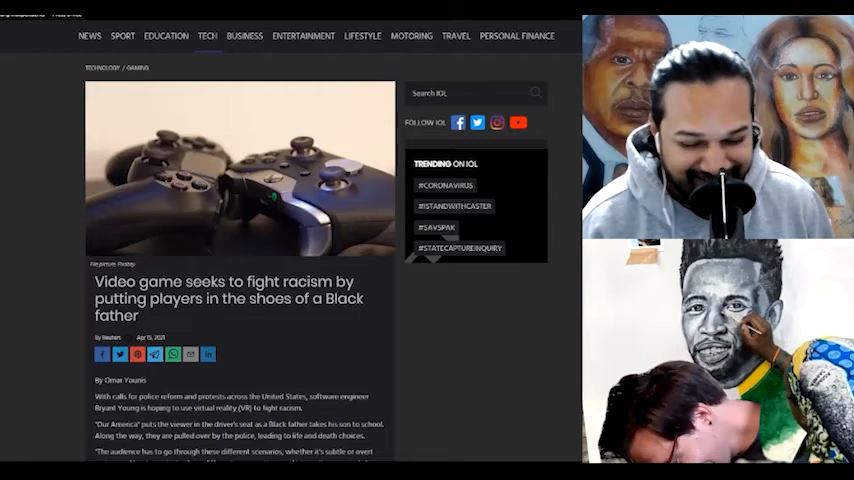 NEWS SPORT EDUCATION TECH BUSINESS ENTERTAINMENT LIFESTYLE MOTORING TRAVEL PERSONAL FINANCE
TECHNOLOGY / GAMING
Search IOL
FOLLOW IOL
TRENDING ON IOL
#CORONAVIRUS
#ISTANDWITHCASTER
#SAVSPAK
#STATECAPTUREINQUIRY
File picture: Pixabay
Video game seeks to fight racism by
putting players in the shoes of a Black
father
By Reuters Apr 15, 2021
By Omar Younis
With calls for police reform and protests across the United States, software engineer
Bryant Young is hoping to use virtual reality (VR) to fight racism.
"Our America" puts the viewer in the driver's seat as a Black father takes his son to school.
Along the way, they are pulled over by the police, leading to life and death choices.
"The audience has to go through these different scenarios, whether it's subtle or overt